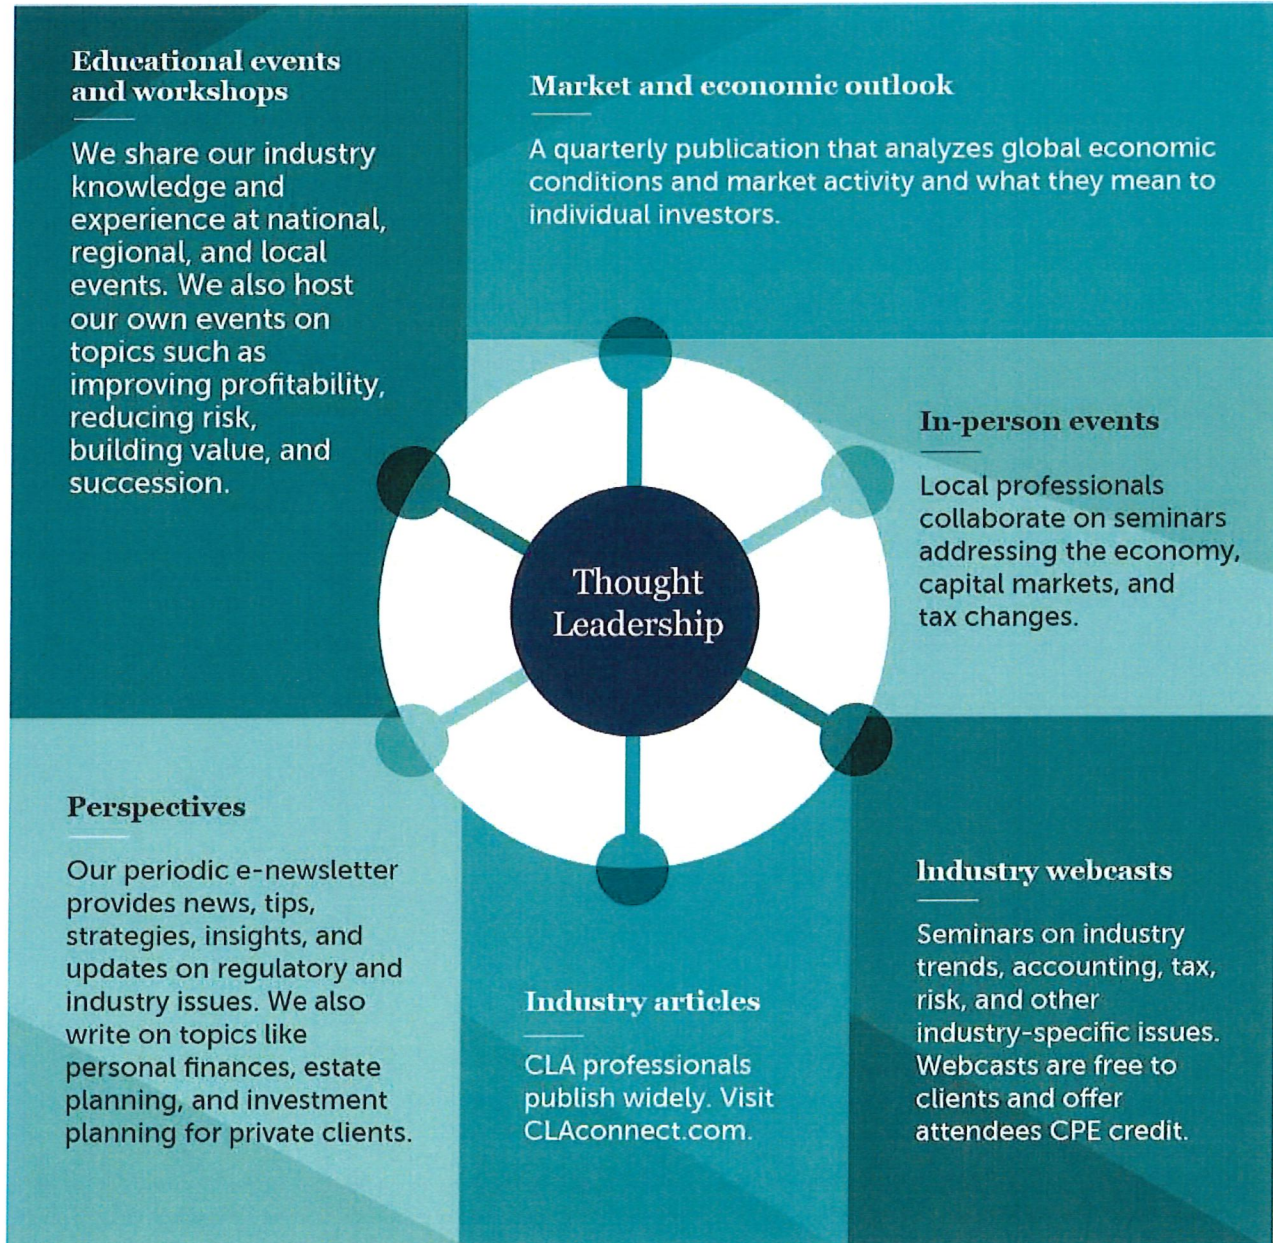 Educational events
and workshops
We share our industry
knowledge and
experience at national,
regional, and local
events. We also host
our own events on
topics such as
improving profitability,
reducing risk,
building value, and
succession.
Market and economic outlook
A quarterly publication that analyzes global economic
conditions and market activity and what they mean to
individual investors.
In-person events
Local professionals
collaborate on seminars
addressing the economy,
capital markets, and
tax changes.
Thought
Leadership
Perspectives
Our periodic e-newsletter
provides news, tips,
strategies, insights, and
updates on regulatory and
industry issues. We also
write on topics like
personal finances, estate
planning, and investment
planning for private clients.
Industry articles
CLA professionals
publish widely. Visit
CLAconnect.com.
Industry webcasts
Seminars on industry
trends, accounting, tax,
risk, and other
industry-specific issues.
Webcasts are free to
clients and offer
attendees CPE credit.